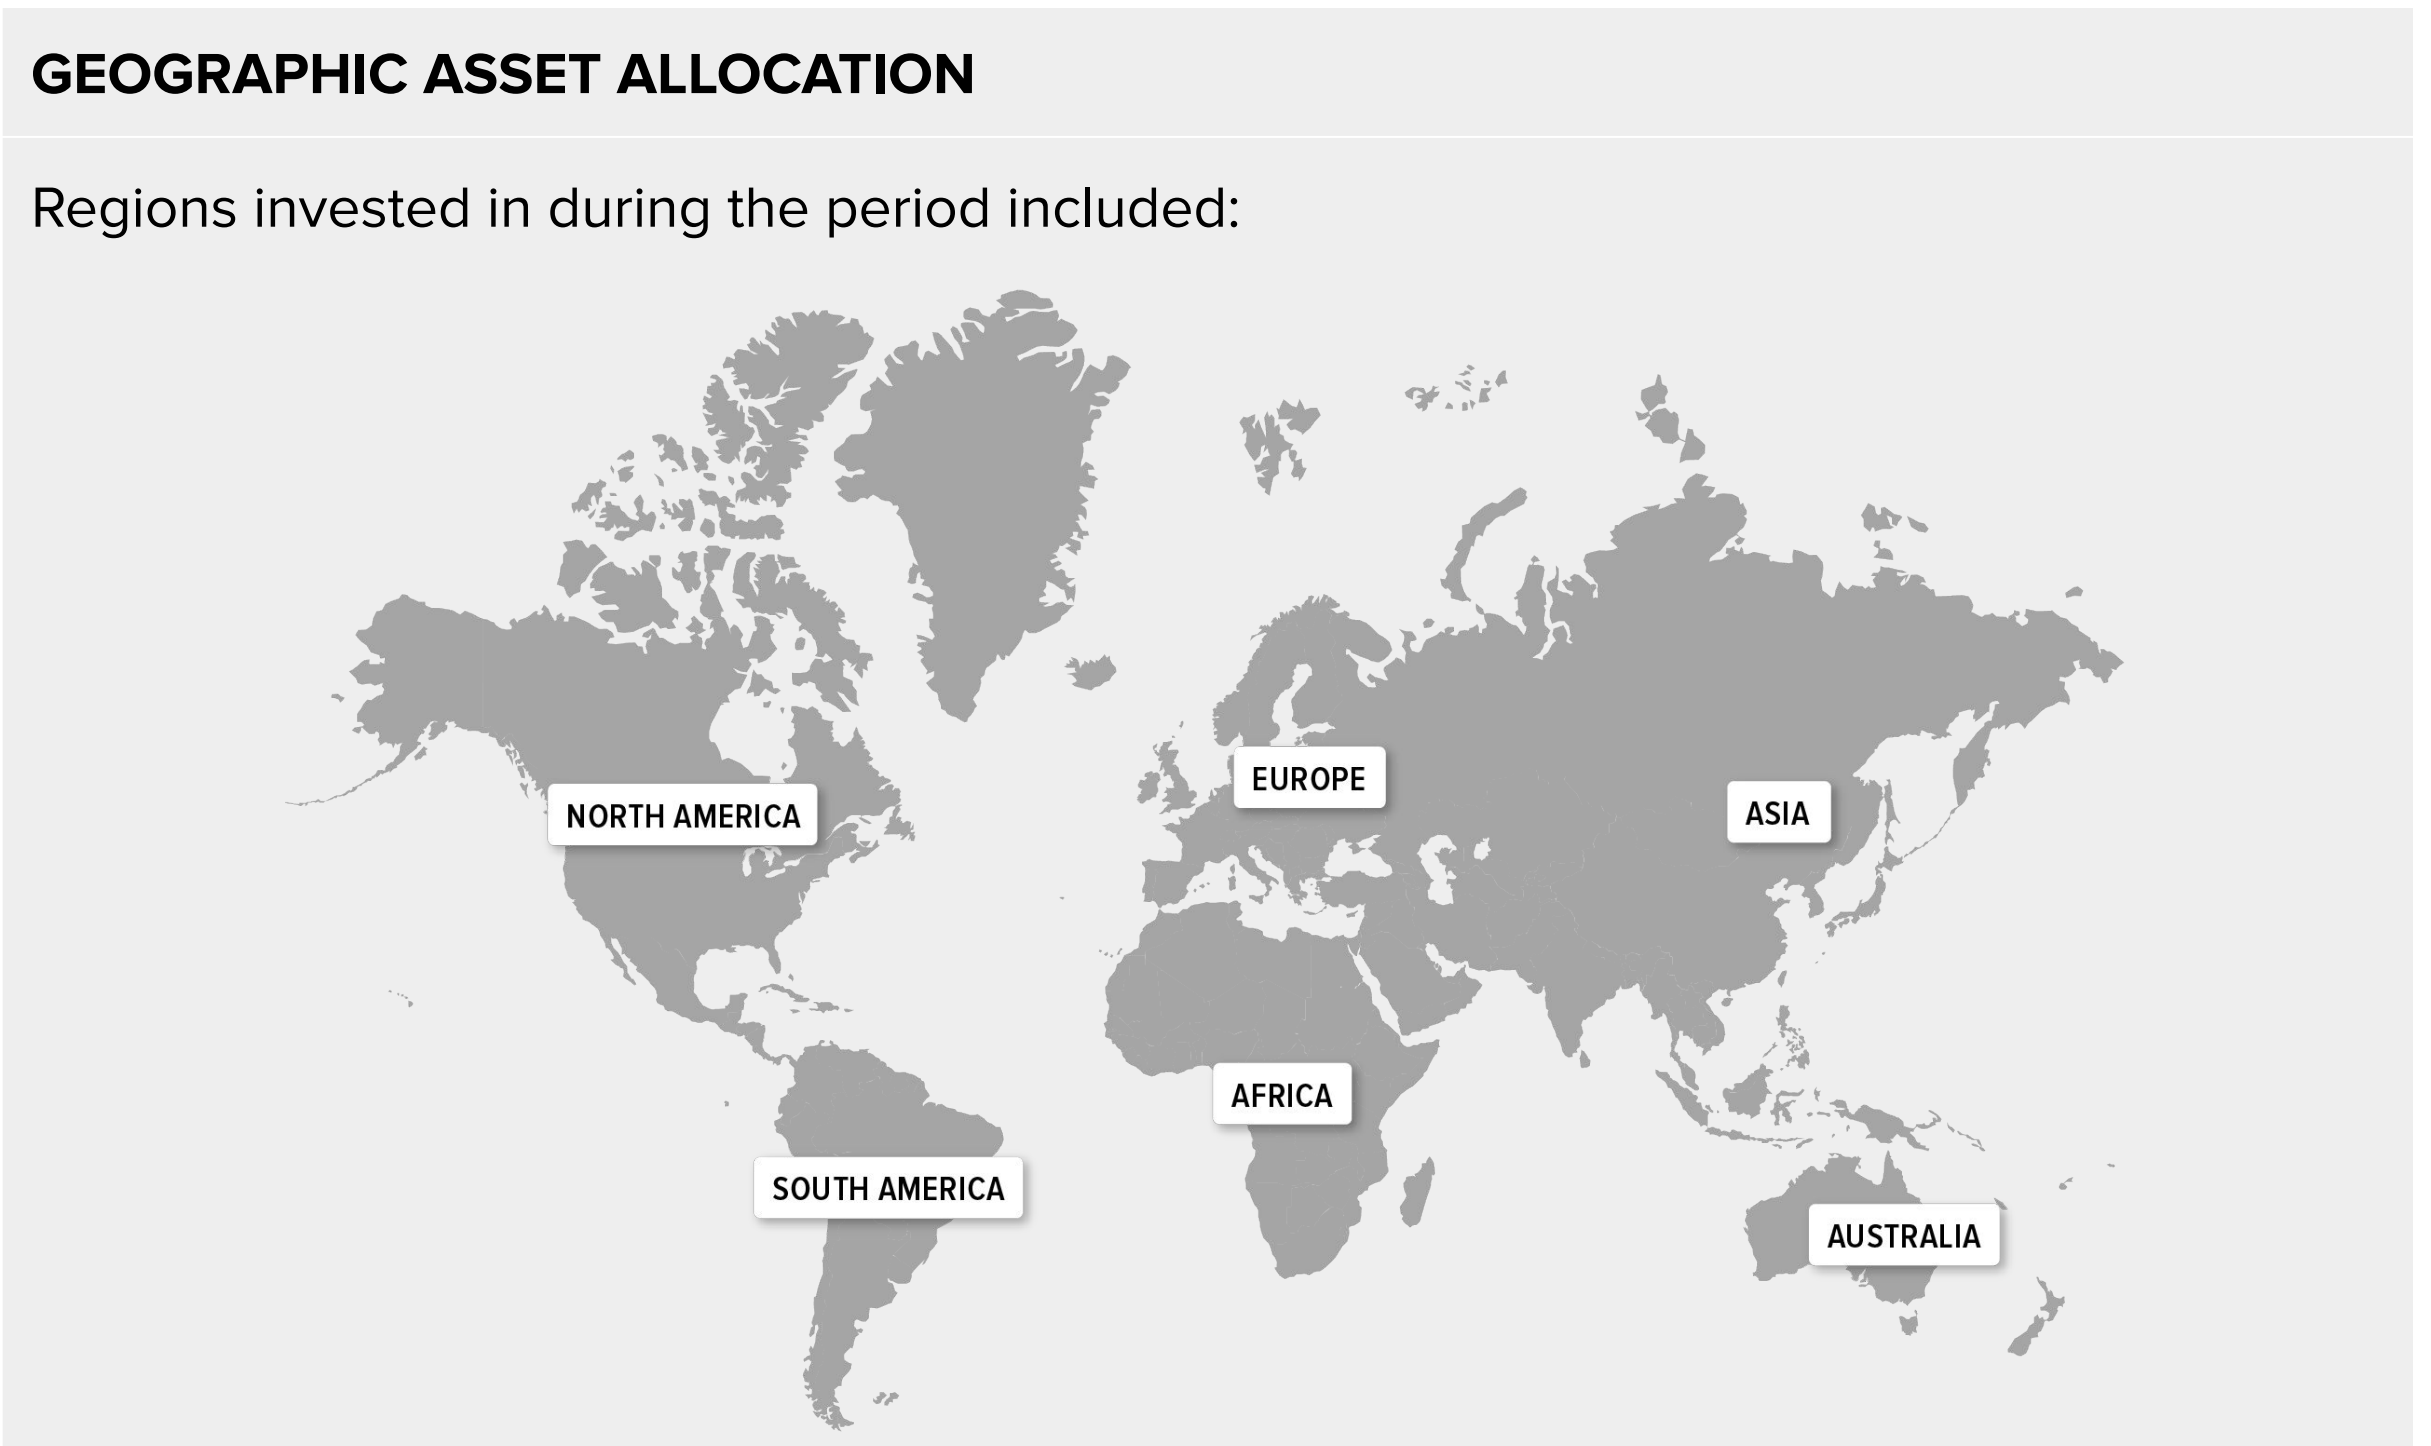 GEOGRAPHIC ASSET ALLOCATION
Regions invested in during the period included:
EUROPE
NORTH AMERICA
ASIA
AFRICA
SOUTH AMERICA
AUSTRALIA